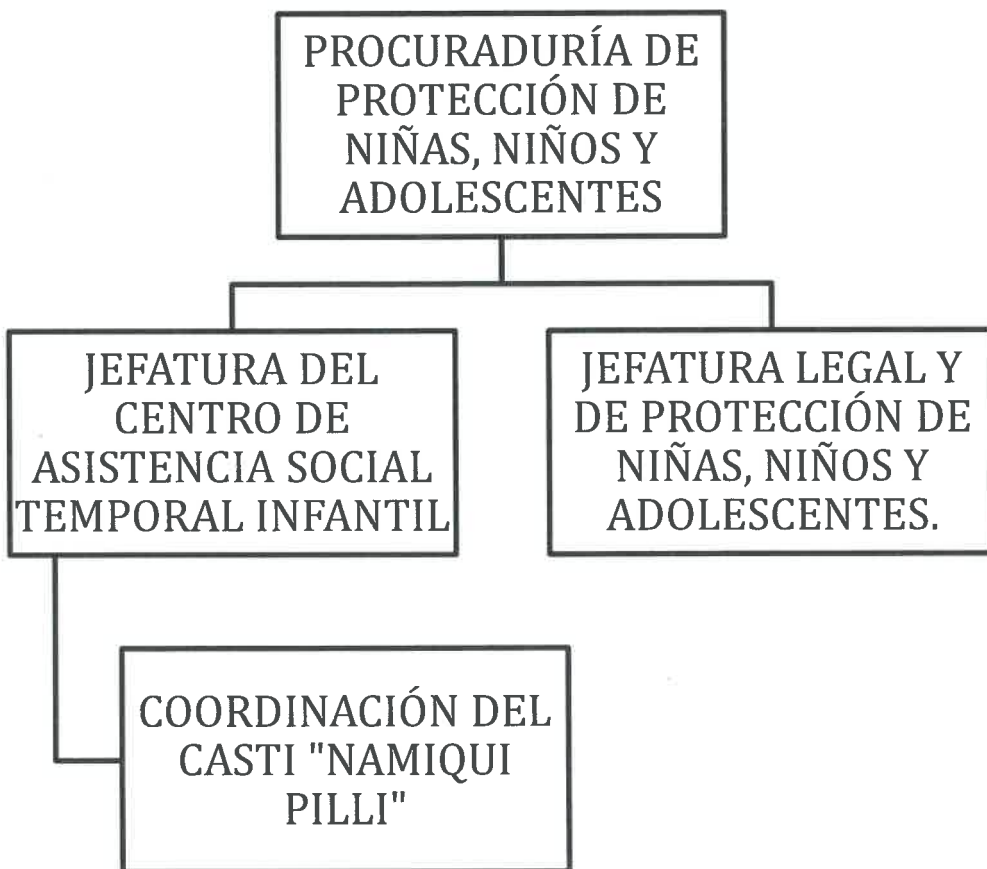 PROCURADURÍA DE
PROTECCIÓN DE
NIÑAS, NIÑOS Y
ADOLESCENTES
JEFATURA DEL
CENTRO DE
ASISTENCIA SOCIAL
TEMPORAL INFANTIL
JEFATURA LEGAL Y
DE PROTECCIÓN DE
NIÑAS, NIÑOS Y
ADOLESCENTES.
COORDINACIÓN DEL
CASTI "NAMIQUI
PILLI"